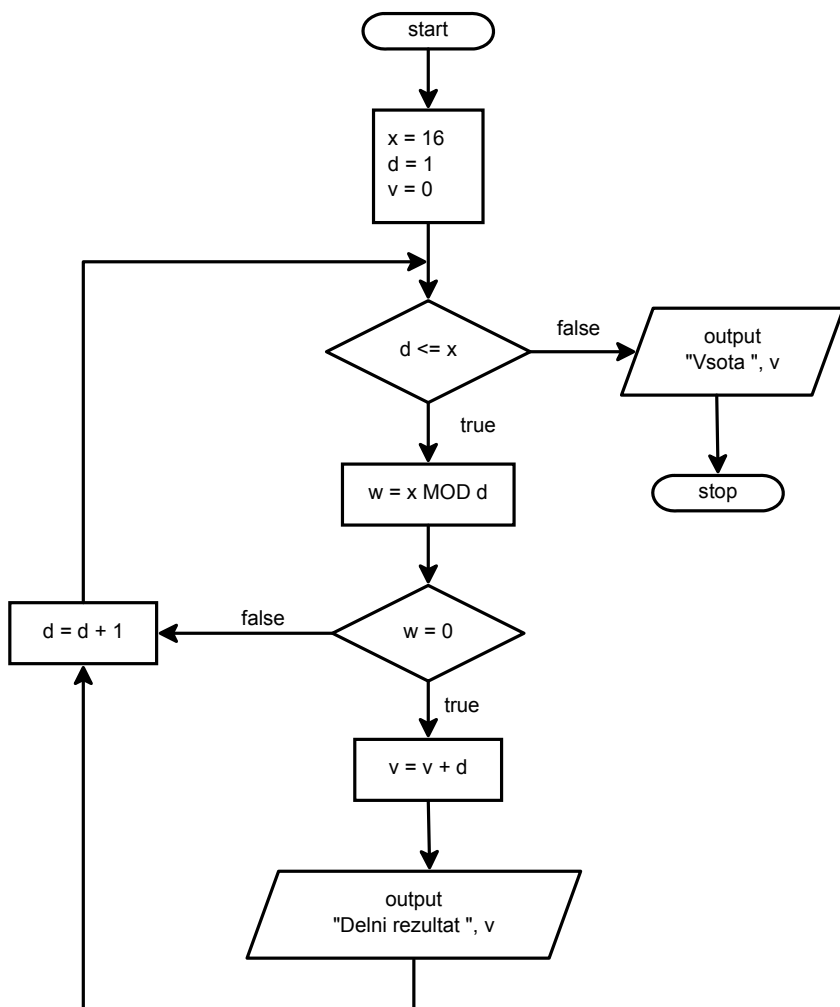 start
x = 16
d = 1
v = 0
d <= x
false
output
"Vsota ", v
true
stop
w = x MOD d
false
d = d + 1
w = 0
true
v = v + d
output
"Delni rezultat ", v